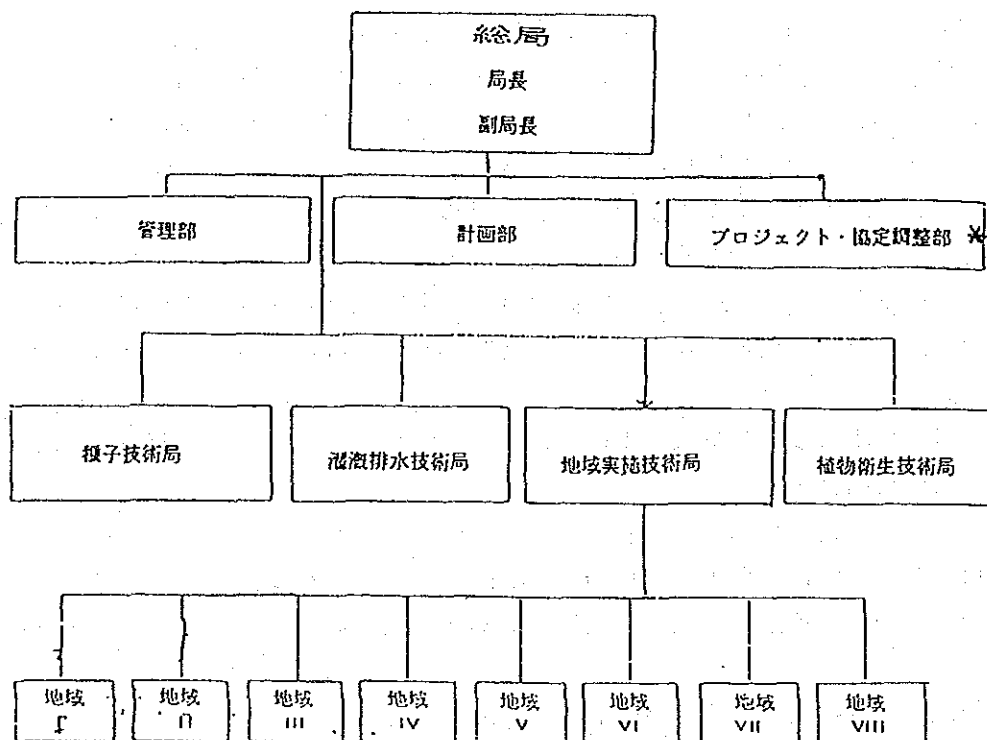 総局
局長
副局長
管理部
計画部
プロジェクト・協定調整部 *
種子技術局
灌漑排水技術局
地域実施技術局
植物衛生技術局
地域
I
地域
II
地域
III
地域
IV
地域
V
地域
VI
地域
VII
地域
VIII